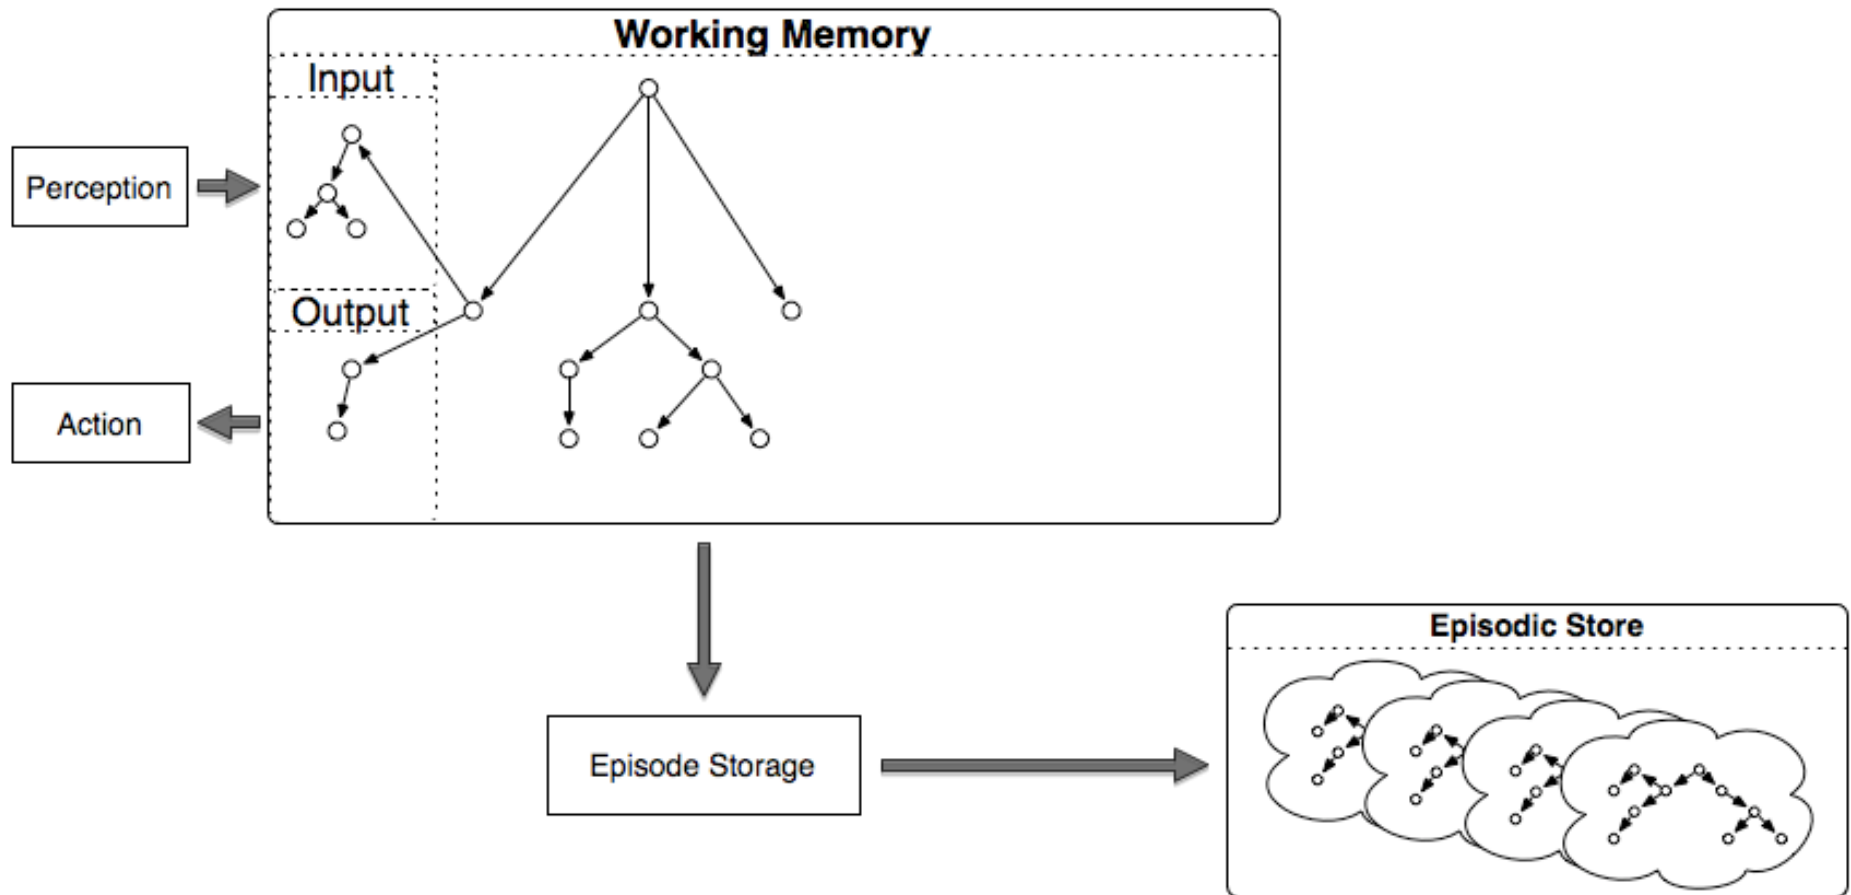 Working Memory
Input
Perception
Output
Action
Episodic Store
Episode Storage